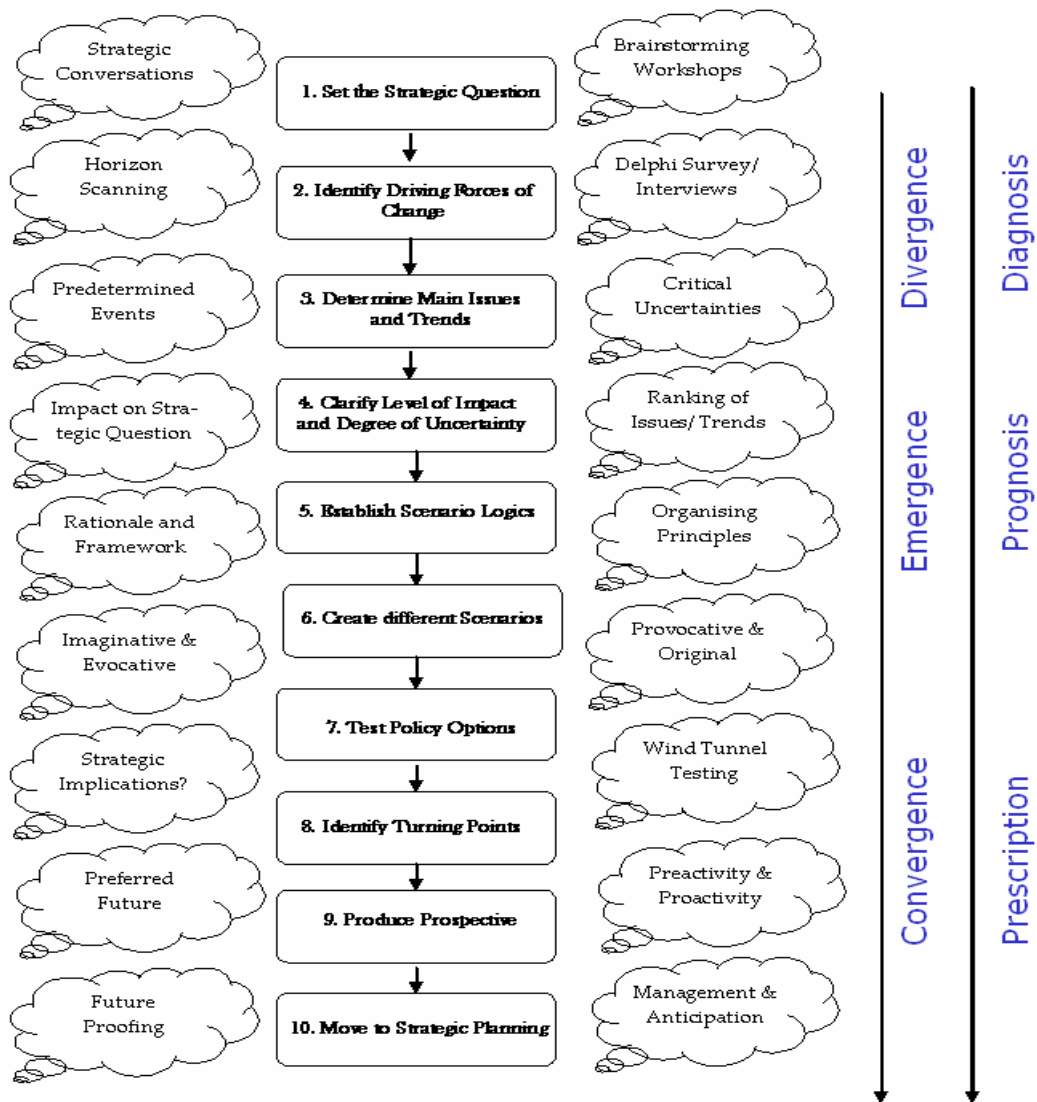 Strategic
Conversations
1. Set the Strategic Question
Brainstorming
Workshops
Horizon
Scanning
2. Identify Driving Forces of
Change
Delphi Survey/
Interviews
Predetermined
Events
3. Determine Main Issues
and Trends
Critical
Uncertainties
Impact on Stra-
tegic Question
4. Clarify Level of Impact
and Degree of Uncertainty
Ranking of
Issues/ Trends
Rationale and
Framework
5. Establish Scenario Logics
Organising
Principles
Imaginative &
Evocative
6. Create different Scenarios
Provocative &
Original
Strategic
Implications?
7. Test Policy Options
Wind Tunnel
Testing
8. Identify Turning Points
Preferred
Future
9. Produce Prospective
Preactivity &
Proactivity
Future
Proofing
10. Move to Strategic Planning
Management &
Anticipation
Divergence
Emergence
Convergence
Diagnosis
Prognosis
Prescription